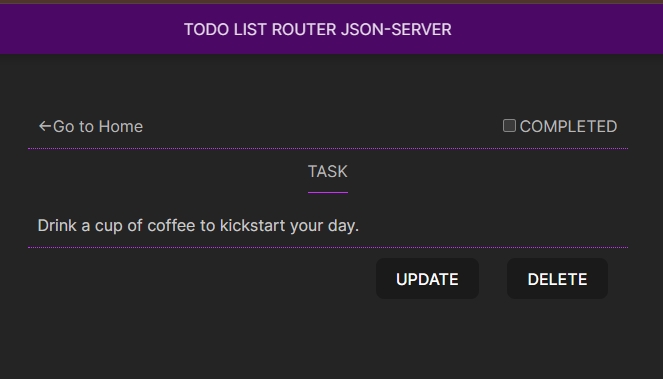 TODO LIST ROUTER JSON-SERVER
←Go to Home COMPLETED
TASK
Drink a cup of coffee to kickstart your day.
UPDATE DELETE